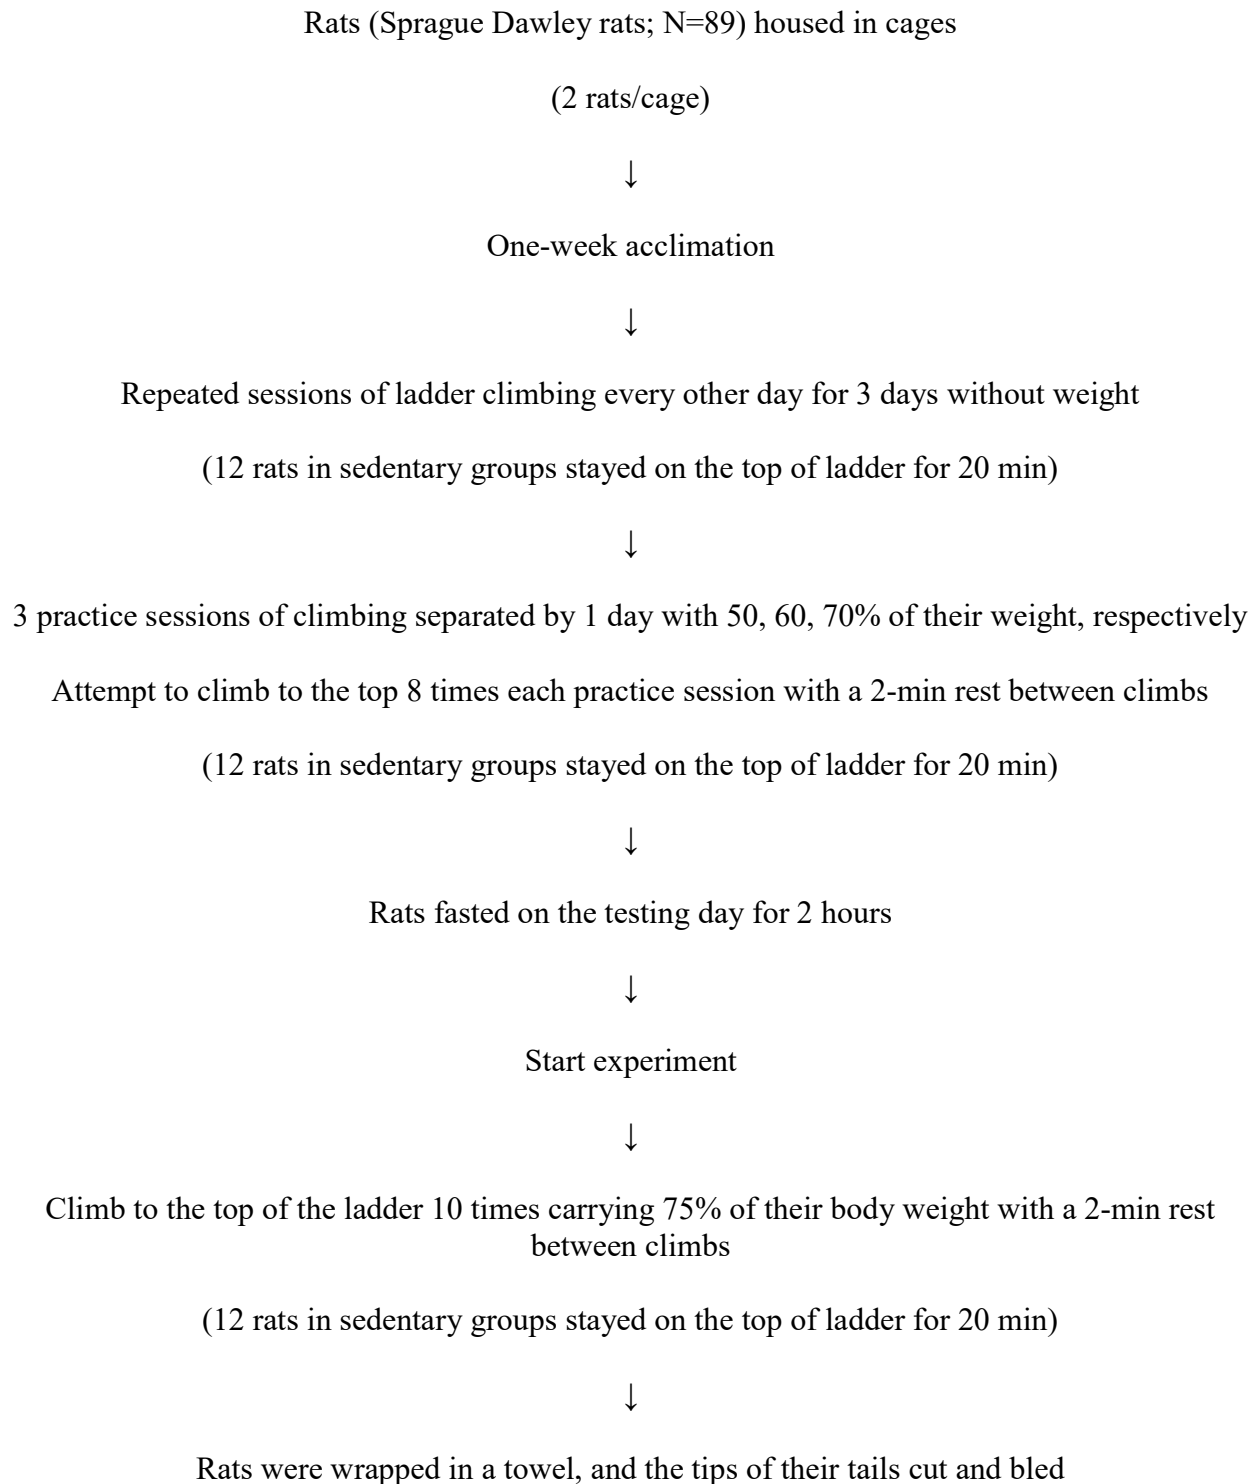 Rats (Sprague Dawley rats; N=89) housed in cages
(2 rats/cage)
↓
One-week acclimation
↓
Repeated sessions of ladder climbing every other day for 3 days without weight
(12 rats in sedentary groups stayed on the top of ladder for 20 min)
↓
3 practice sessions of climbing separated by 1 day with 50, 60, 70% of their weight, respectively
Attempt to climb to the top 8 times each practice session with a 2-min rest between climbs
(12 rats in sedentary groups stayed on the top of ladder for 20 min)
↓
Rats fasted on the testing day for 2 hours
↓
Start experiment
↓
Climb to the top of the ladder 10 times carrying 75% of their body weight with a 2-min rest
between climbs
(12 rats in sedentary groups stayed on the top of ladder for 20 min)
↓
Rats were wrapped in a towel, and the tips of their tails cut and bled